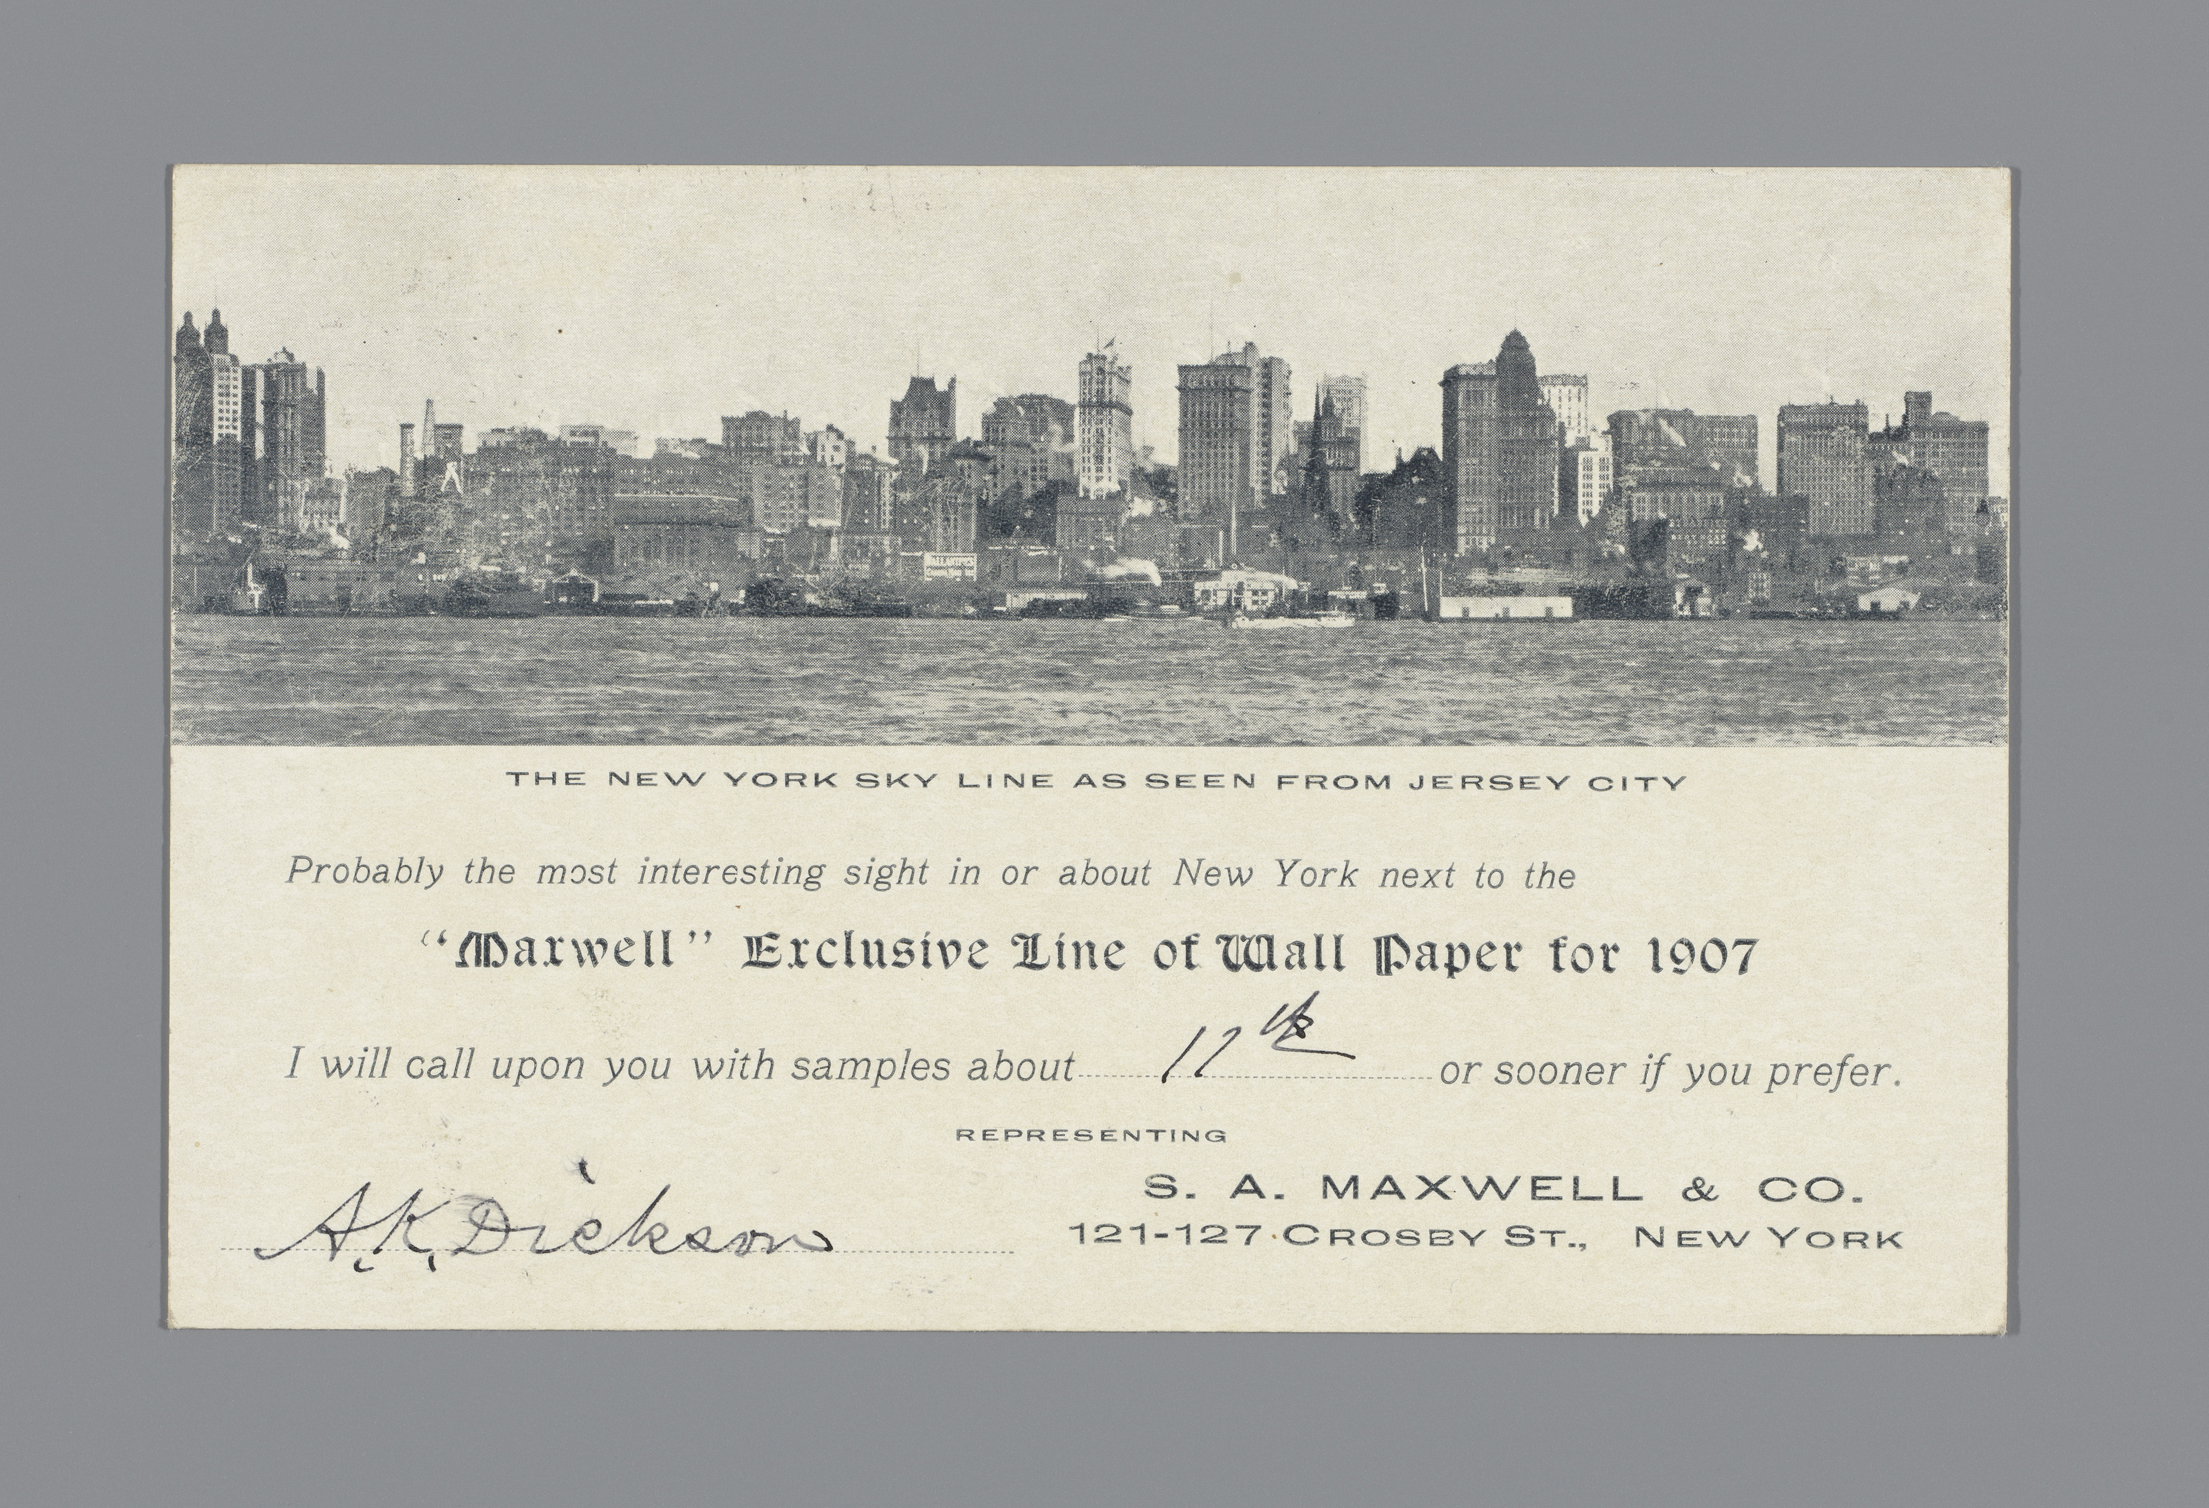 THE NEW YORK SKY LINE AS SEEN FROM JERSEY CITY
Probably the most interesting sight in or about New York next to the
"Maxwell" Exclusive Line of Wall Paper for 1907
I will call upon you with samples about 17th or sooner if you prefer.
REPRESENTING
A. K. Dickson
S. A. MAXWELL & CO.
121-127 CROSBY ST., NEW YORK